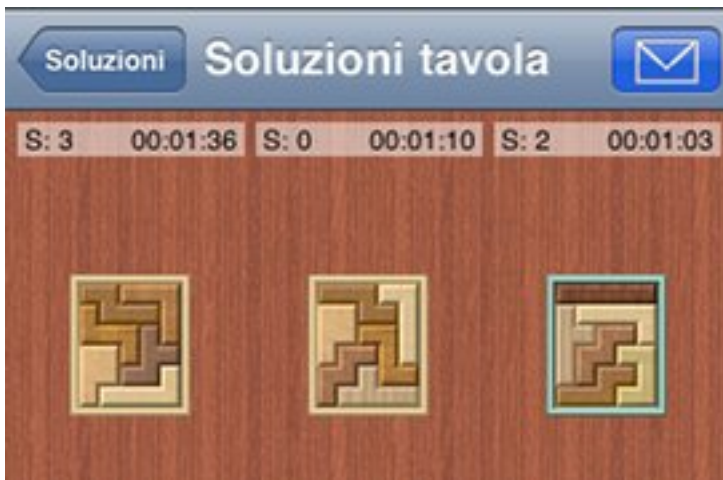 Soluzioni
Soluzioni tavola
S: 3 00:01:36
S: 0 00:01:10
S: 2 00:01:03